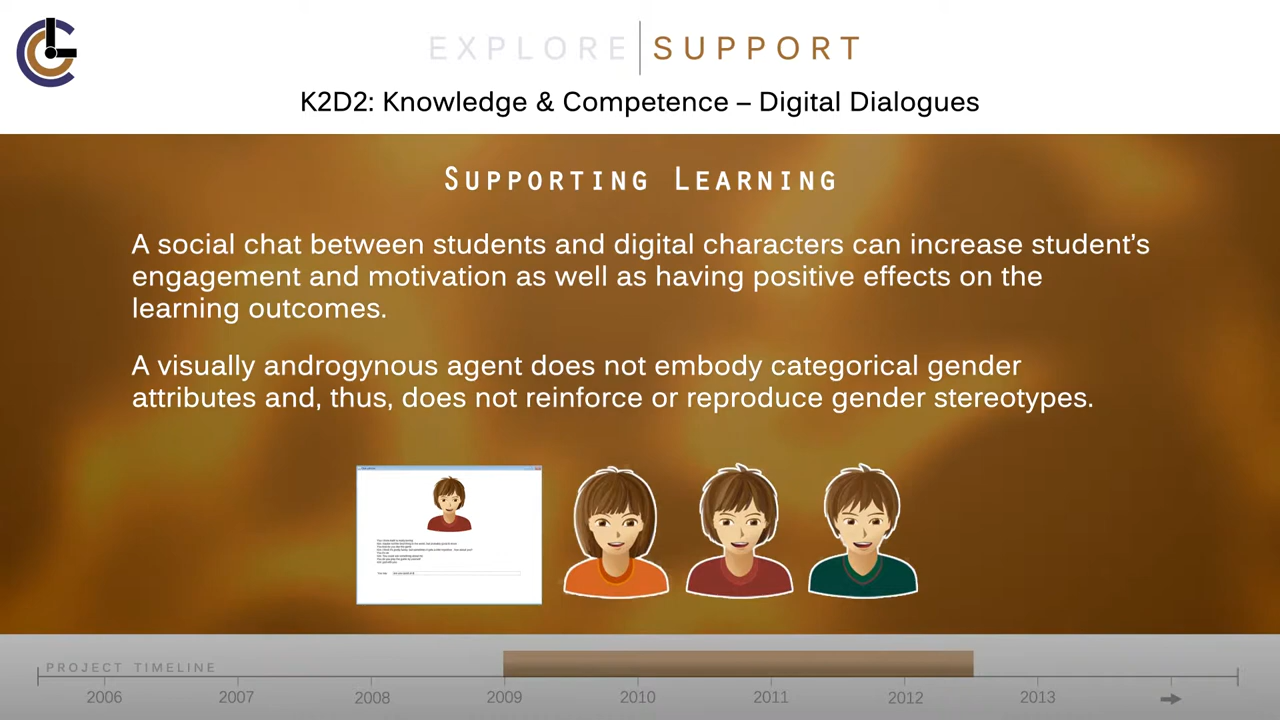 EXPLORE SUPPORT
K2D2: Knowledge & Competence – Digital Dialogues
Supporting Learning
A social chat between students and digital characters can increase student's
engagement and motivation as well as having positive effects on the
learning outcomes.
A visually androgynous agent does not embody categorical gender
attributes and, thus, does not reinforce or reproduce gender stereotypes.
PROJECT TIMELINE
2006 2007 2008 2009 2010 2011 2012 2013